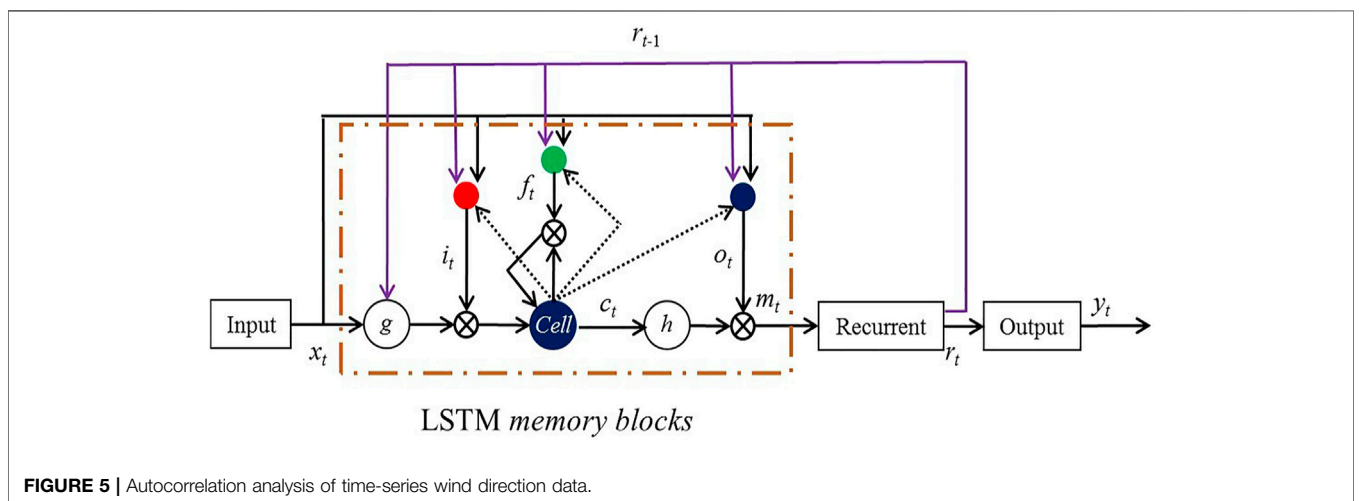 r_{t-1}
f_t
i_t
o_t
c_t
m_t
Input
g
Cell
h
Recurrent
Output
y_t
x_t
r_t
LSTM memory blocks
FIGURE 5 | Autocorrelation analysis of time-series wind direction data.